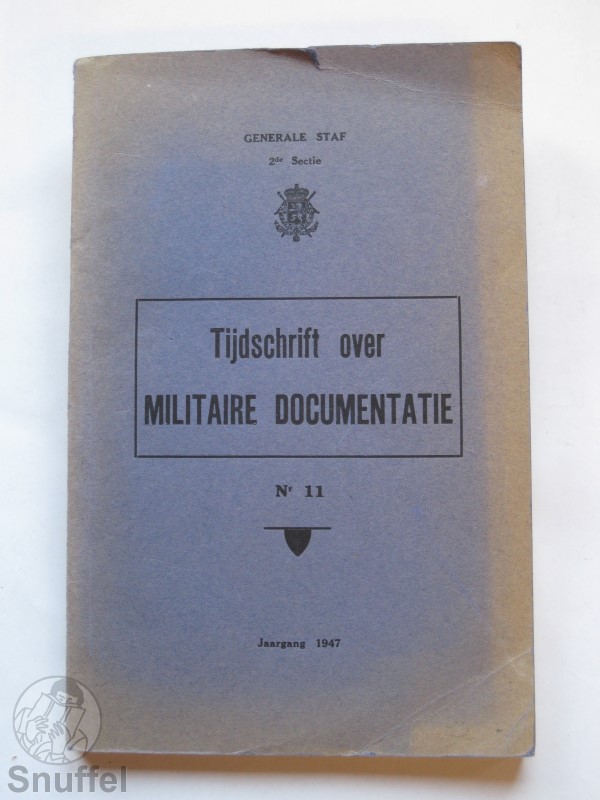 GENERALE STAF
2de Sectie
Tijdschrift over
MILITAIRE DOCUMENTATIE
Nr 11
Jaargang 1947
Snuffel